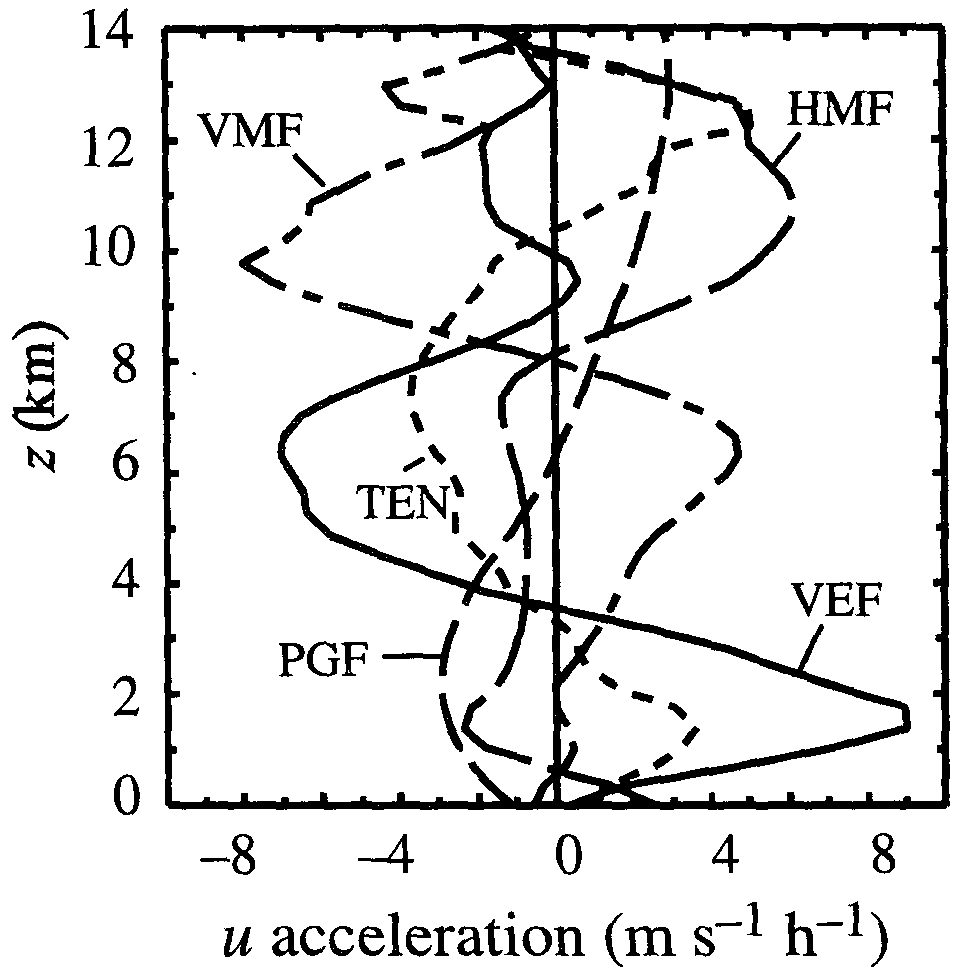 14
VMF
HMF
12
10
z (km)
8
6
TEN
4
VEF
PGF
2
0
–8 –4 0 4 8
u acceleration (m s⁻¹ h⁻¹)